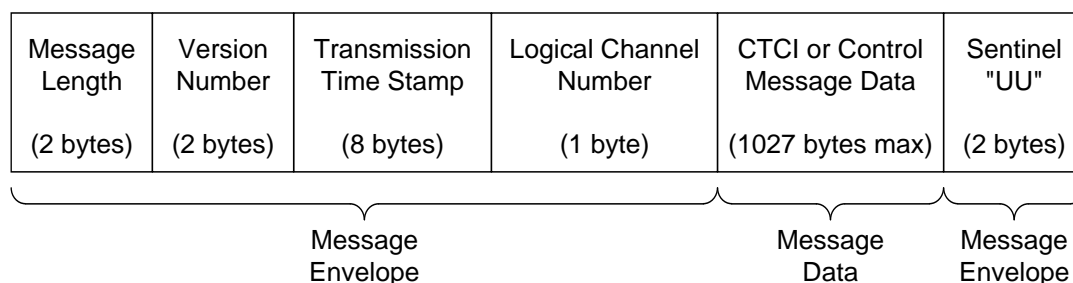 Message
Length
(2 bytes)
Version
Number
(2 bytes)
Transmission
Time Stamp
(8 bytes)
Logical Channel
Number
(1 byte)
CTCI or Control
Message Data
(1027 bytes max)
Sentinel
"UU"
(2 bytes)
Message
Envelope
Message
Data
Message
Envelope